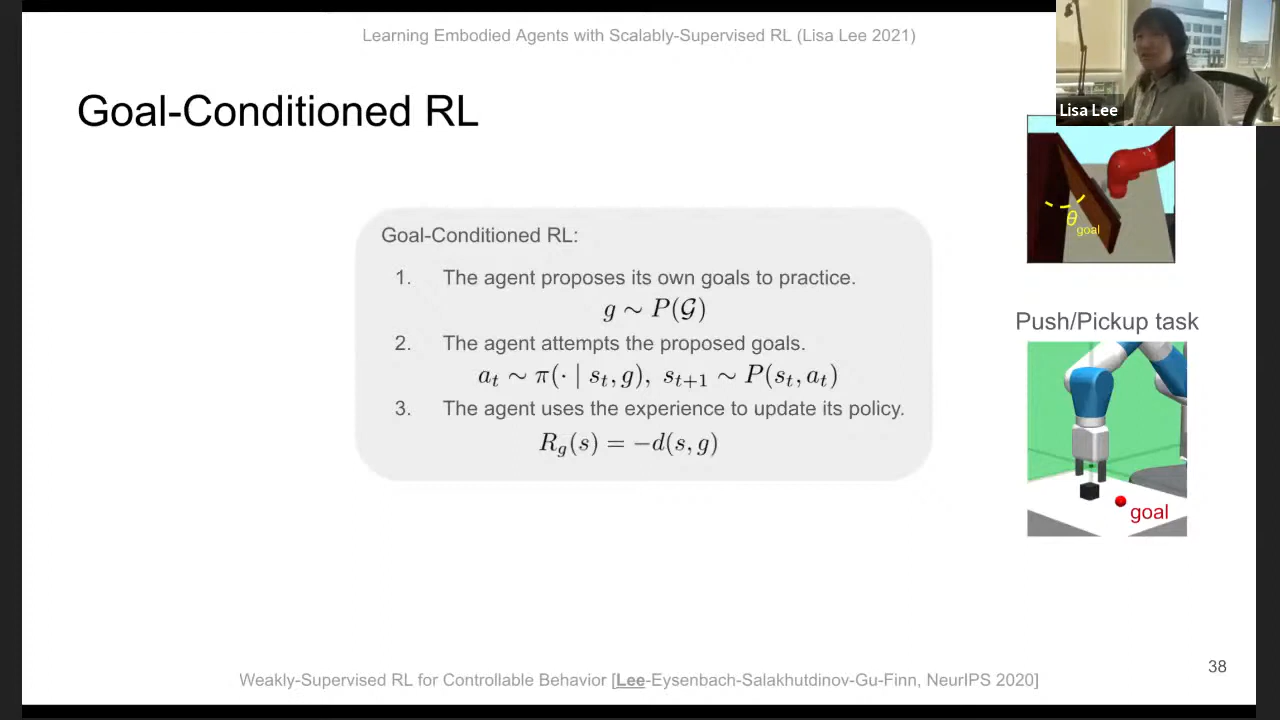 Learning Embodied Agents with Scalably-Supervised RL (Lisa Lee 2021)
Lisa Lee
Goal-Conditioned RL
θ goal
Goal-Conditioned RL:
1. The agent proposes its own goals to practice.
g ∼ P(𝒢)
2. The agent attempts the proposed goals.
a_t ∼ π(· | s_t, g), s_{t+1} ∼ P(s_t, a_t)
3. The agent uses the experience to update its policy.
R_g(s) = −d(s, g)
Push/Pickup task
goal
38
Weakly-Supervised RL for Controllable Behavior [Lee-Eysenbach-Salakhutdinov-Gu-Finn, NeurIPS 2020]